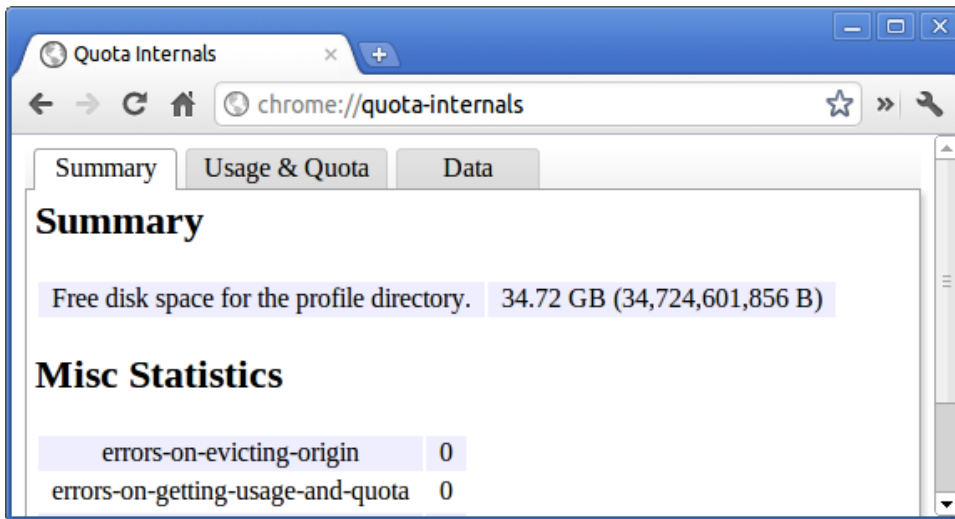 Quota Internals
chrome://quota-internals
Summary Usage & Quota Data
Summary
Free disk space for the profile directory. 34.72 GB (34,724,601,856 B)
Misc Statistics
errors-on-evicting-origin 0
errors-on-getting-usage-and-quota 0